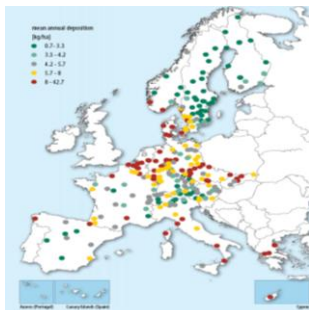 mean annual deposition
[kg/ha]
0.7 - 3.3
3.3 - 4.2
4.2 - 5.7
5.7 - 8
8 - 42.7
Azores (Portugal)
Canary Islands (Spain)
Cyprus